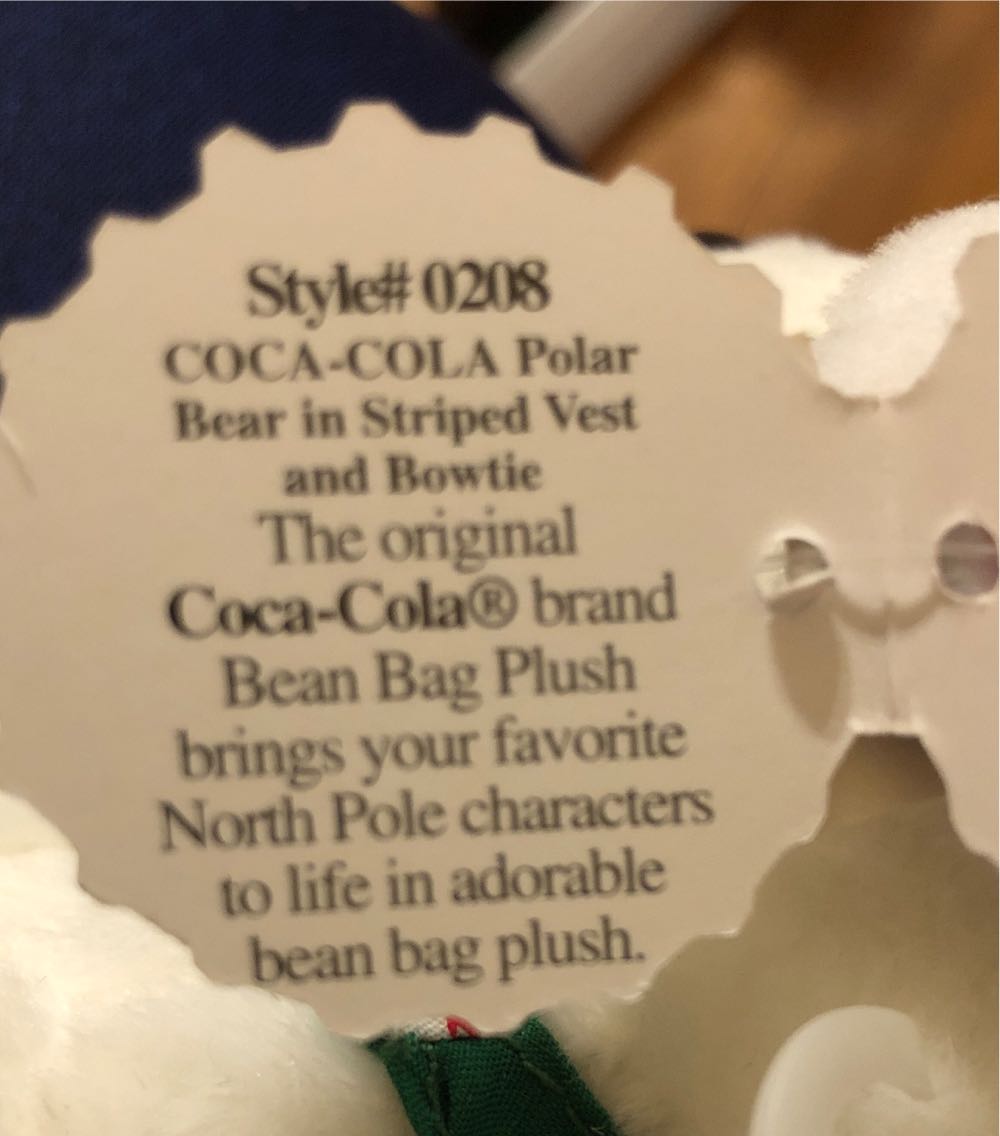 Style# 0208
COCA-COLA Polar
Bear in Striped Vest
and Bowtie
The original
Coca-Cola® brand
Bean Bag Plush
brings your favorite
North Pole characters
to life in adorable
bean bag plush.